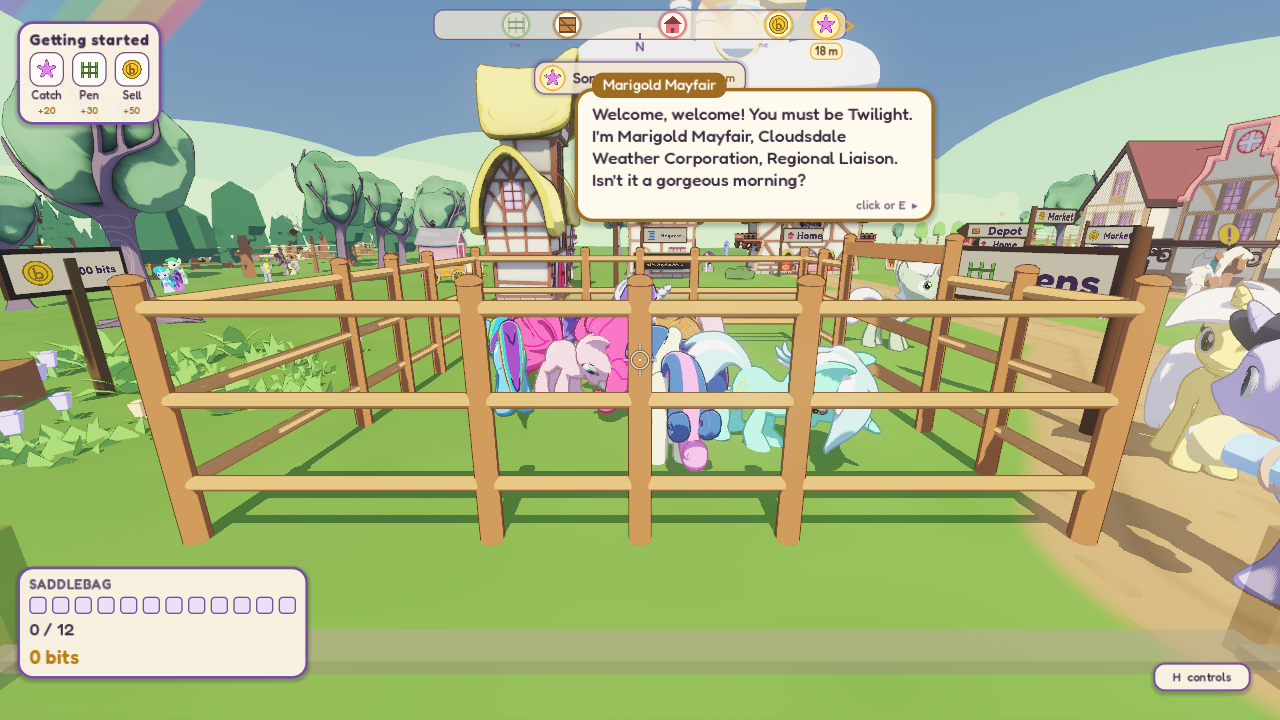 Getting started
Catch
Pen
Sell
+20
+30
+50
N
18 m
Marigold Mayfair
Welcome, welcome! You must be Twilight.
I'm Marigold Mayfair, Cloudsdale
Weather Corporation, Regional Liaison.
Isn't it a gorgeous morning?
click or E ▸
00 bits
Home
Depot
Home
Market
Market
ens
SADDLEBAG
0 / 12
0 bits
H controls